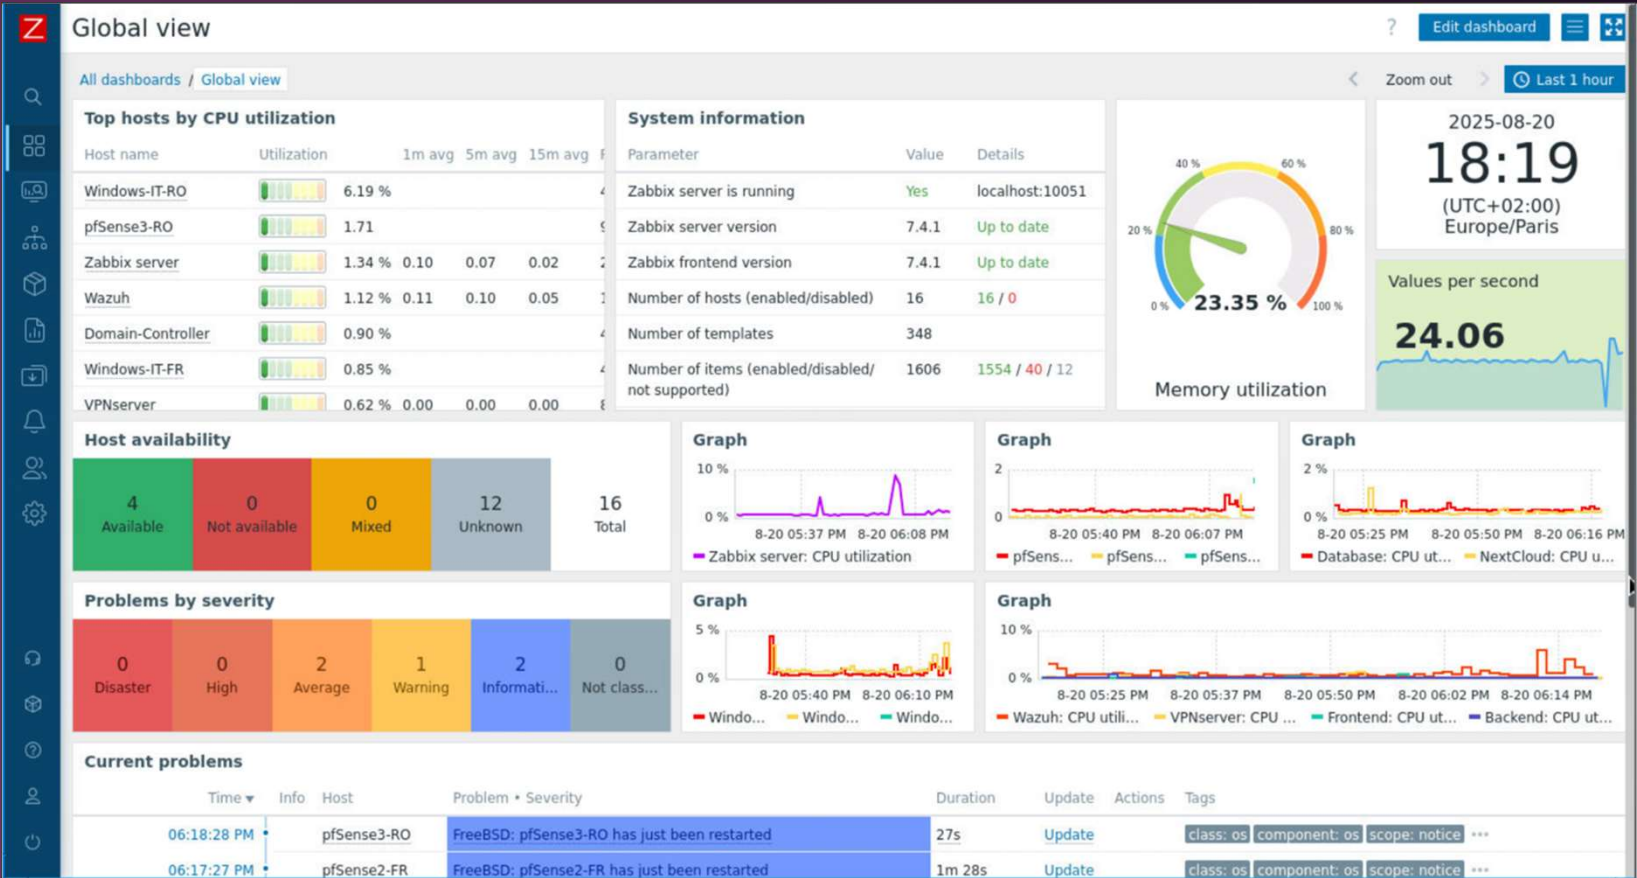 Z
Global view
?
Edit dashboard
All dashboards / Global view
Zoom out
Last 1 hour
Top hosts by CPU utilization
Host name Utilization 1m avg 5m avg 15m avg
Windows-IT-RO 6.19 %
pfSense3-RO 1.71
Zabbix server 1.34 % 0.10 0.07 0.02
Wazuh 1.12 % 0.11 0.10 0.05
Domain-Controller 0.90 %
Windows-IT-FR 0.85 %
VPNserver 0.62 % 0.00 0.00 0.00
System information
Parameter Value Details
Zabbix server is running Yes localhost:10051
Zabbix server version 7.4.1 Up to date
Zabbix frontend version 7.4.1 Up to date
Number of hosts (enabled/disabled) 16 16 / 0
Number of templates 348
Number of items (enabled/disabled/ 1606 1554 / 40 / 12
not supported)
40 % 60 %
20 % 80 %
0 % 23.35 % 100 %
Memory utilization
2025-08-20
18:19
(UTC+02:00)
Europe/Paris
Values per second
24.06
Host availability
4 0 0 12 16
Available Not available Mixed Unknown Total
Graph
10 %
0 %
8-20 05:37 PM 8-20 06:08 PM
Zabbix server: CPU utilization
Graph
2
0
8-20 05:40 PM 8-20 06:07 PM
pfSens... pfSens... pfSens...
Graph
2 %
0 %
8-20 05:25 PM 8-20 05:50 PM 8-20 06:16 PM
Database: CPU ut... NextCloud: CPU u...
Problems by severity
0 0 2 1 2 0
Disaster High Average Warning Informati... Not class...
Graph
5 %
0 %
8-20 05:40 PM 8-20 06:10 PM
Windo... Windo... Windo...
Graph
10 %
0 %
8-20 05:25 PM 8-20 05:37 PM 8-20 05:50 PM 8-20 06:02 PM 8-20 06:14 PM
Wazuh: CPU utili... VPNserver: CPU ... Frontend: CPU ut... Backend: CPU ut...
Current problems
Time Info Host Problem • Severity Duration Update Actions Tags
06:18:28 PM pfSense3-RO FreeBSD: pfSense3-RO has just been restarted 27s Update class: os component: os scope: notice •••
06:17:27 PM pfSense2-FR FreeBSD: pfSense2-FR has just been restarted 1m 28s Update class: os component: os scope: notice •••